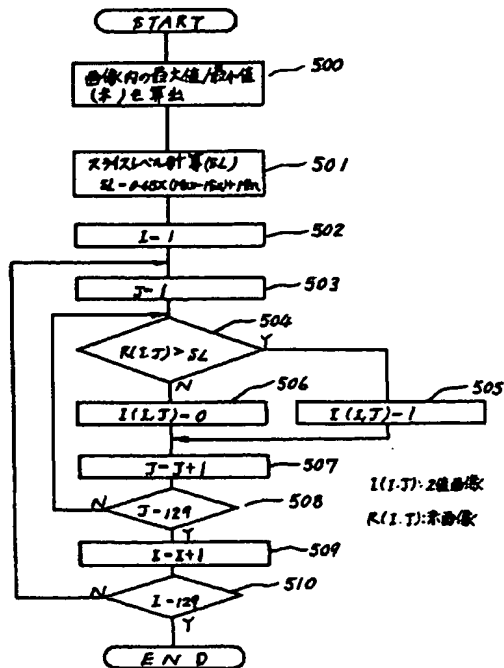 START
画像内の最大値/最小値
(赤)を算出
500
スライスレベル計算(SL)
501
I=1
502
J=1
503
504
R(I,J)>SL
Y
N
506
505
I(I,J)=0
I(I,J)=1
J=J+1
507
I(I,J):2値画像
N
J=129
508
R(I,J):赤画像
Y
I=I+1
509
510
N
I=129
Y
END